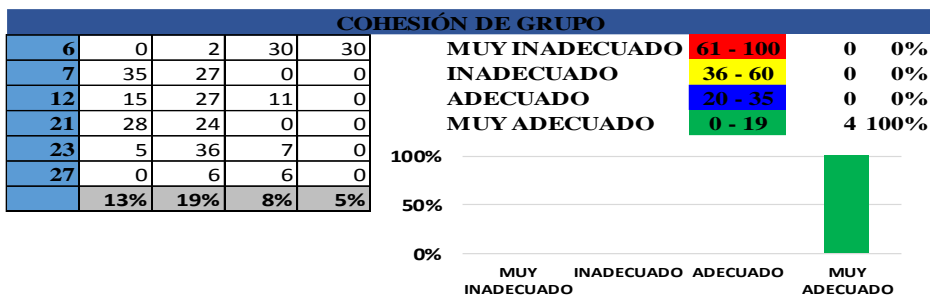 COHESIÓN DE GRUPO
6 0 2 30 30
7 35 27 0 0
12 15 27 11 0
21 28 24 0 0
23 5 36 7 0
27 0 6 6 0
13% 19% 8% 5%
MUY INADECUADO 61 - 100 0 0%
INADECUADO 36 - 60 0 0%
ADECUADO 20 - 35 0 0%
MUY ADECUADO 0 - 19 4 100%
100%
50%
0%
MUY INADECUADO ADECUADO MUY
INADECUADO ADECUADO